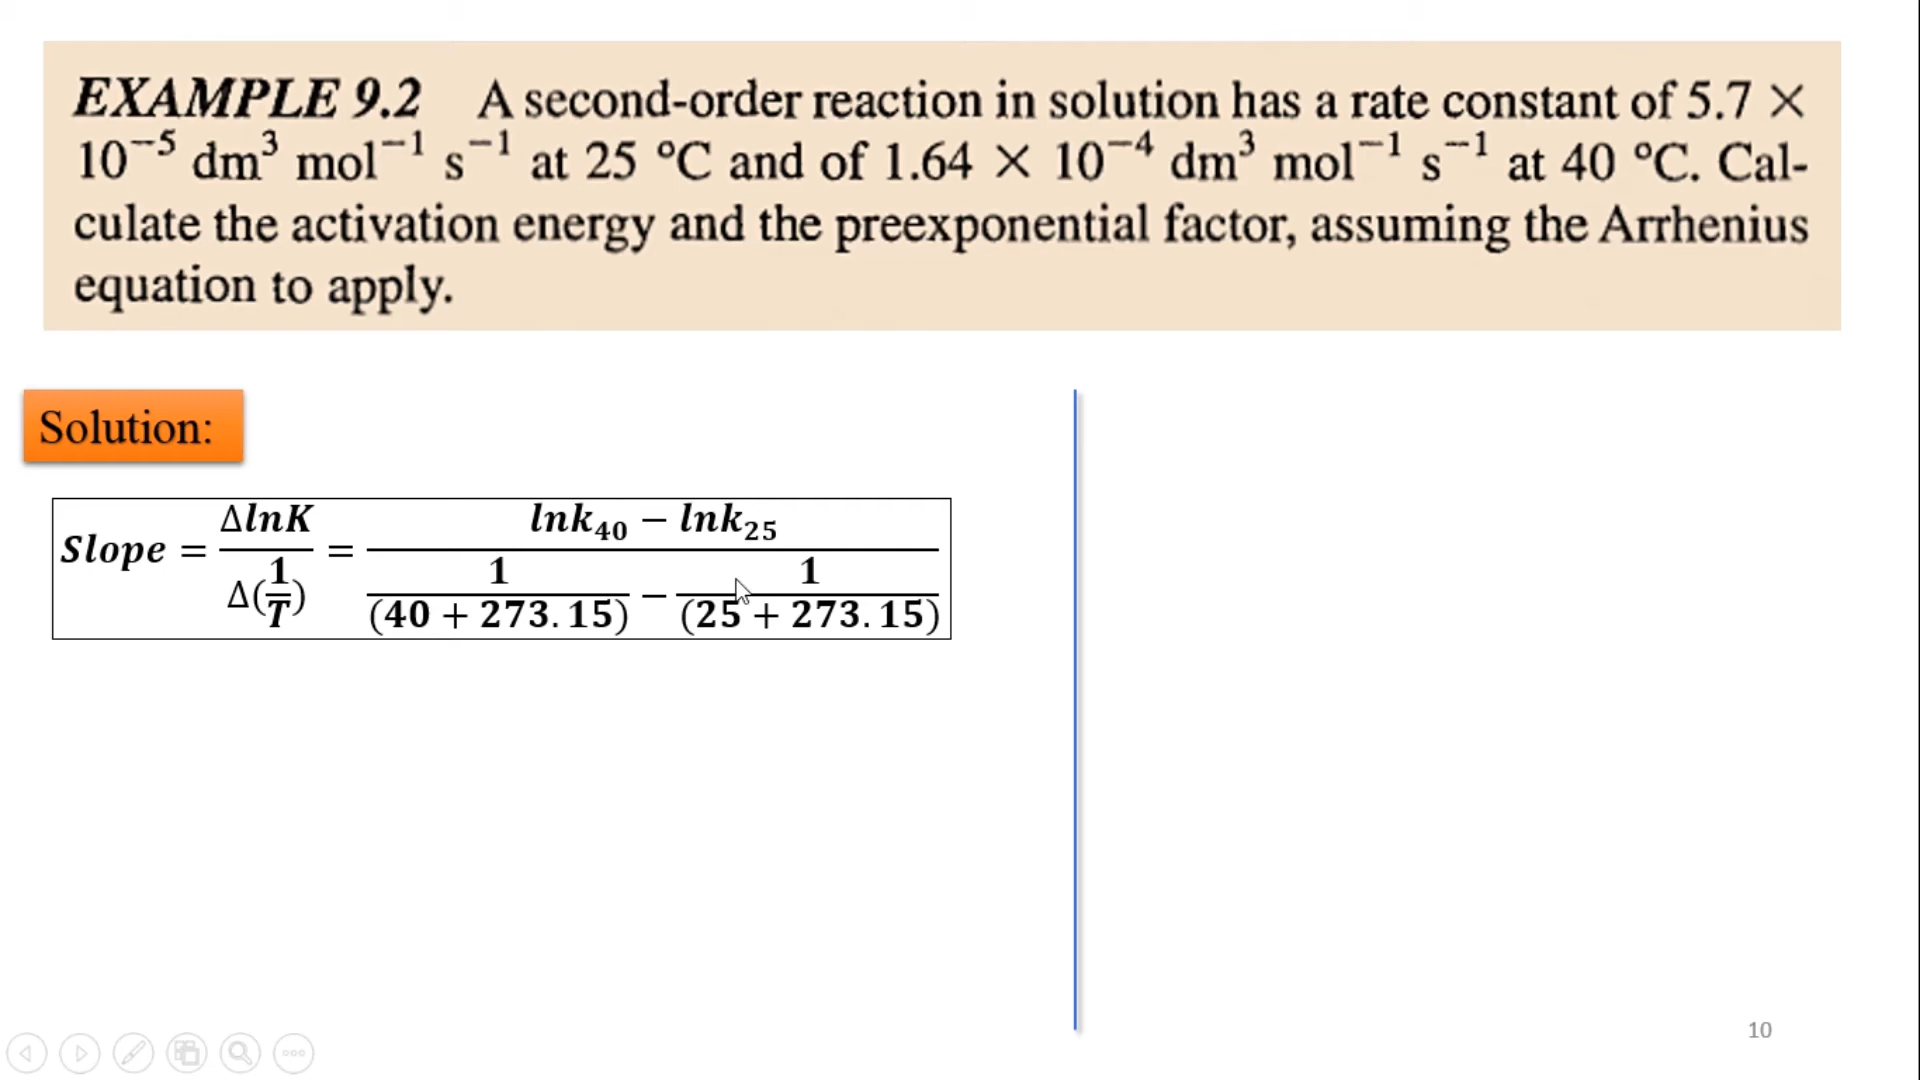 EXAMPLE 9.2 A second-order reaction in solution has a rate constant of 5.7 ×
10⁻⁵ dm³ mol⁻¹ s⁻¹ at 25 °C and of 1.64 × 10⁻⁴ dm³ mol⁻¹ s⁻¹ at 40 °C. Cal-
culate the activation energy and the preexponential factor, assuming the Arrhenius
equation to apply.
Solution:
Slope = ΔlnK / Δ(1/T) = (lnk₄₀ − lnk₂₅) / (1/(40 + 273.15) − 1/(25 + 273.15))
10